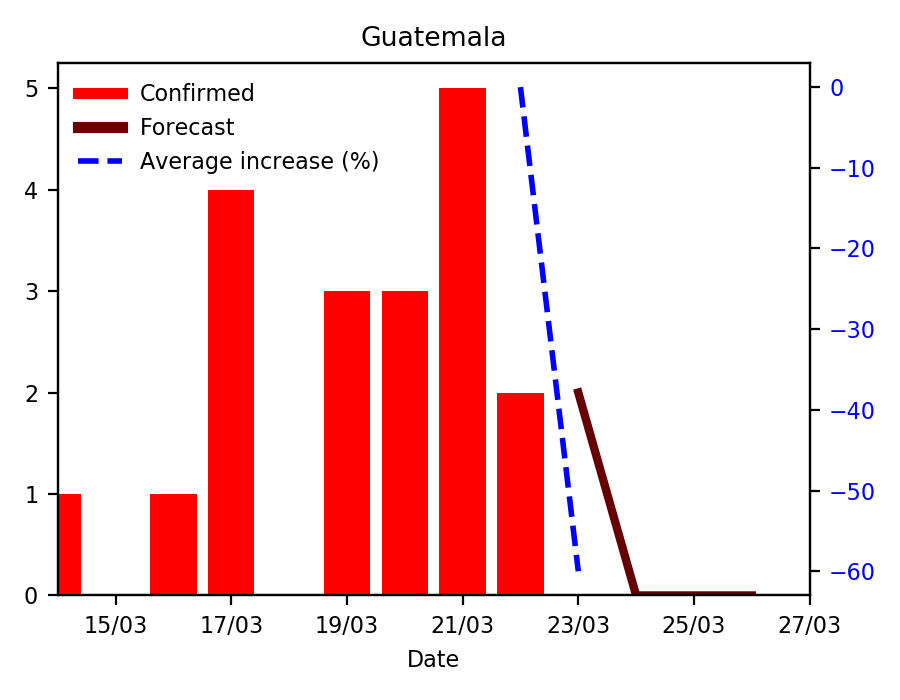 Guatemala
Confirmed
Forecast
Average increase (%)
5
4
3
2
1
0
0
−10
−20
−30
−40
−50
−60
15/03 17/03 19/03 21/03 23/03 25/03 27/03
Date